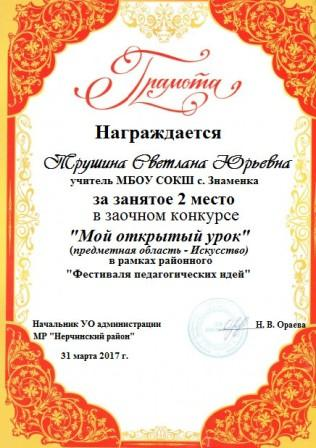 Грамота
Награждается
Трушина Светлана Юрьевна
учитель МБОУ СОКШ с. Знаменка
за занятое 2 место
в заочном конкурсе
"Мой открытый урок"
(предметная область - Искусство)
в рамках районного
"Фестиваля педагогических идей"
Начальник УО администрации
МР "Нерчинский район"
Н. В. Ораева
31 марта 2017 г.